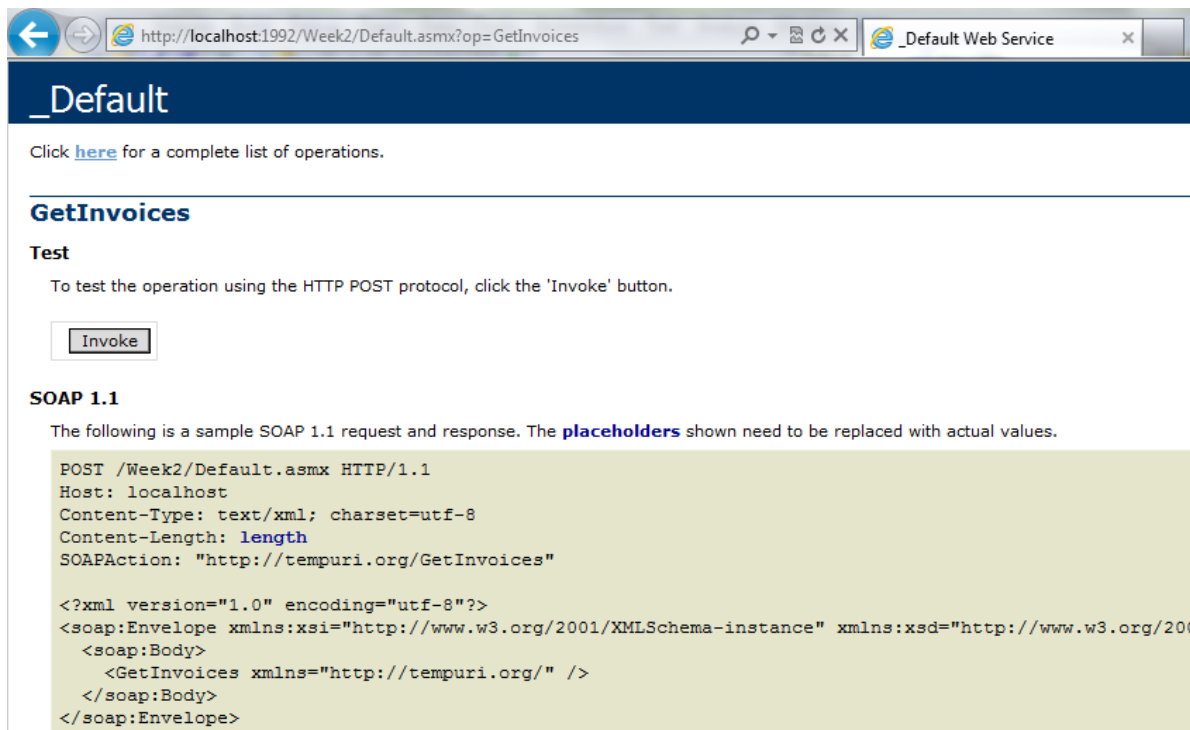 http://localhost:1992/Week2/Default.asmx?op=GetInvoices
_Default Web Service
_Default
Click here for a complete list of operations.
GetInvoices
Test
To test the operation using the HTTP POST protocol, click the 'Invoke' button.
Invoke
SOAP 1.1
The following is a sample SOAP 1.1 request and response. The placeholders shown need to be replaced with actual values.
POST /Week2/Default.asmx HTTP/1.1
Host: localhost
Content-Type: text/xml; charset=utf-8
Content-Length: length
SOAPAction: "http://tempuri.org/GetInvoices"
<?xml version="1.0" encoding="utf-8"?>
<soap:Envelope xmlns:xsi="http://www.w3.org/2001/XMLSchema-instance" xmlns:xsd="http://www.w3.org/200
  <soap:Body>
    <GetInvoices xmlns="http://tempuri.org/" />
  </soap:Body>
</soap:Envelope>